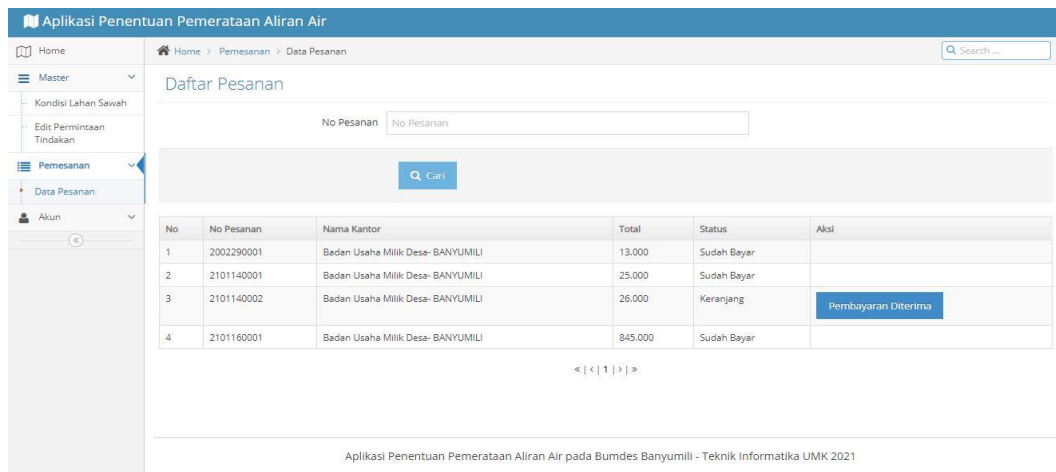 Aplikasi Penentuan Pemerataan Aliran Air
Home
Master
Kondisi Lahan Sawah
Edit Permintaan
Tindakan
Pemesanan
Data Pesanan
Akun
Home > Pemesanan > Data Pesanan
Search ...
Daftar Pesanan
No Pesanan No Pesanan
Cari
No No Pesanan Nama Kantor Total Status Aksi
1 2002290001 Badan Usaha Milik Desa- BANYUMILI 13.000 Sudah Bayar
2 2101140001 Badan Usaha Milik Desa- BANYUMILI 25.000 Sudah Bayar
3 2101140002 Badan Usaha Milik Desa- BANYUMILI 26.000 Keranjang Pembayaran Diterima
4 2101160001 Badan Usaha Milik Desa- BANYUMILI 845.000 Sudah Bayar
« | < | 1 | > | »
Aplikasi Penentuan Pemerataan Aliran Air pada Bumdes Banyumili - Teknik Informatika UMK 2021